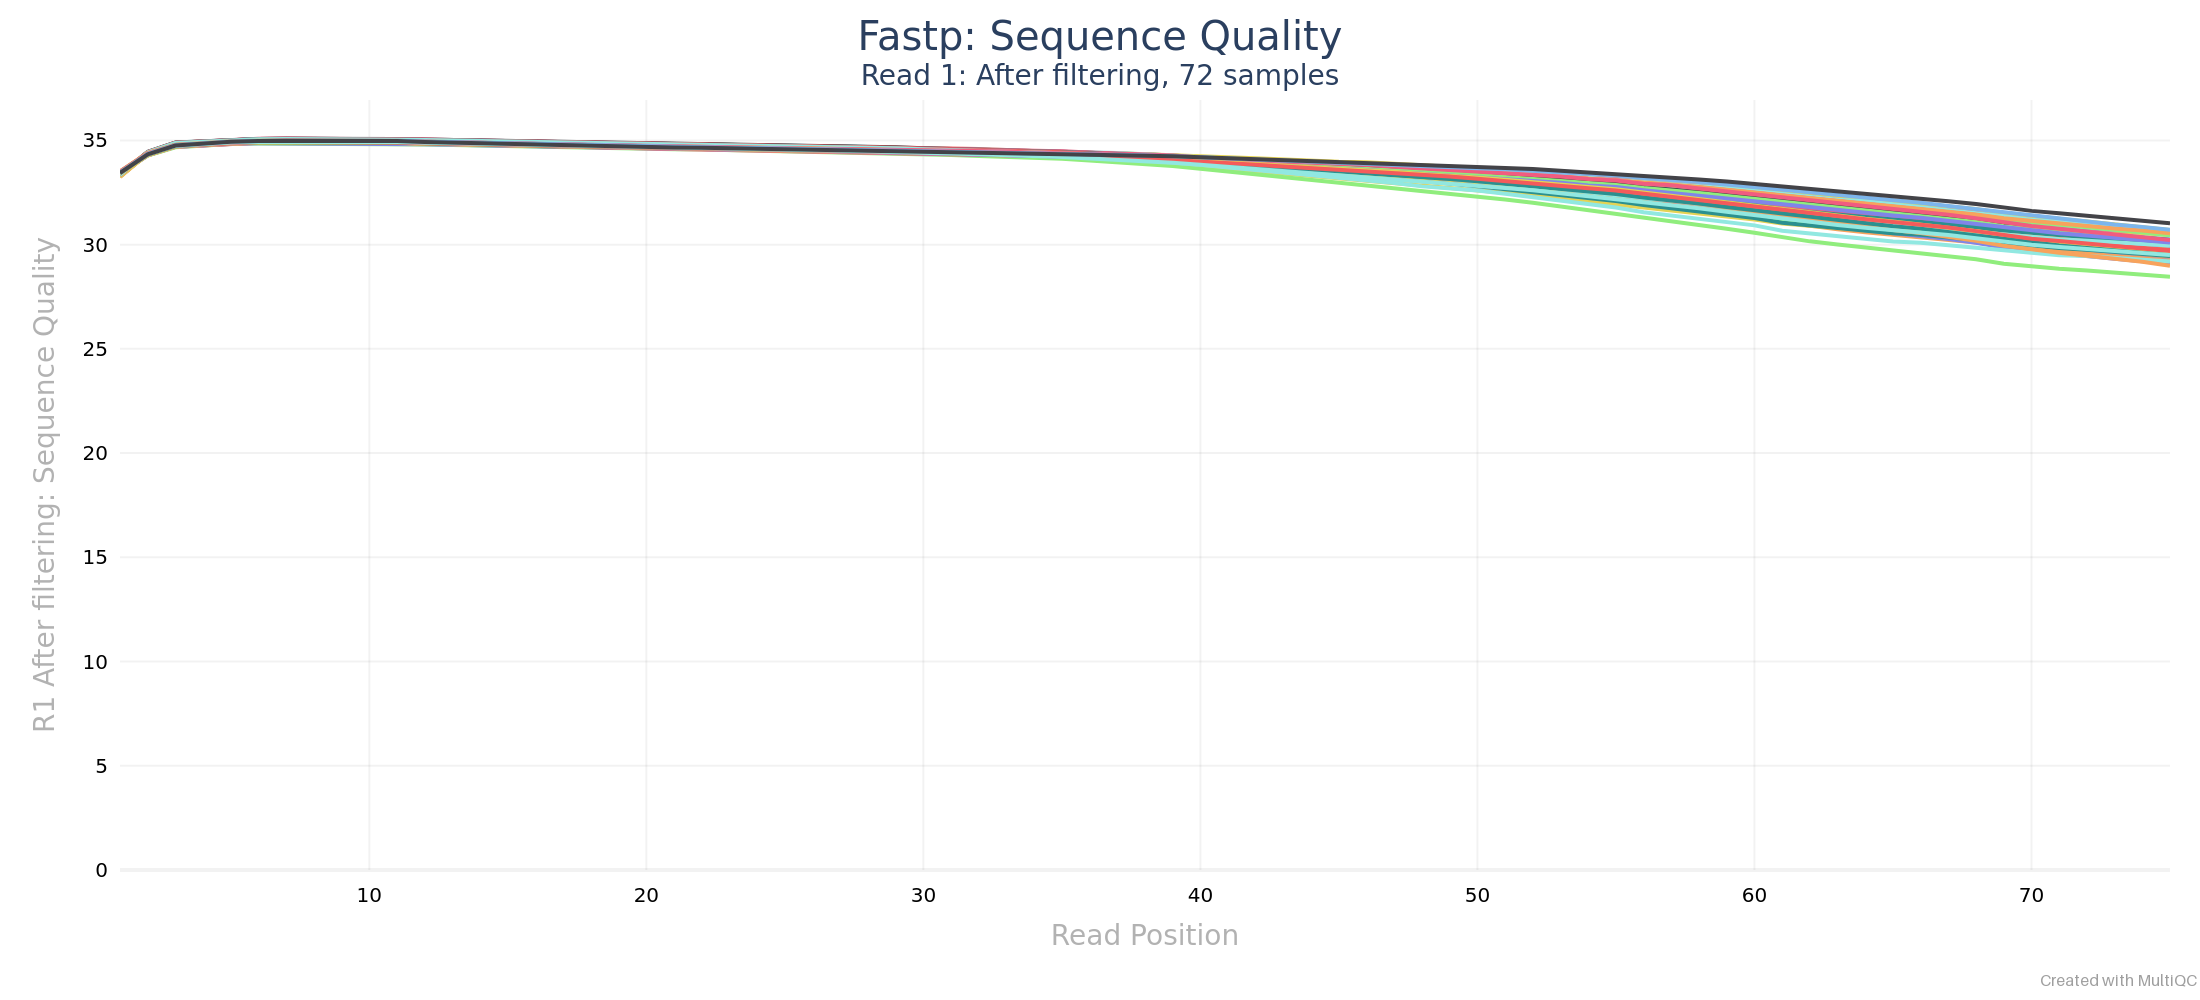 Fastp: Sequence Quality
Read 1: After filtering, 72 samples
R1 After filtering: Sequence Quality
35
30
25
20
15
10
5
0
10 20 30 40 50 60 70
Read Position
Created with MultiQC